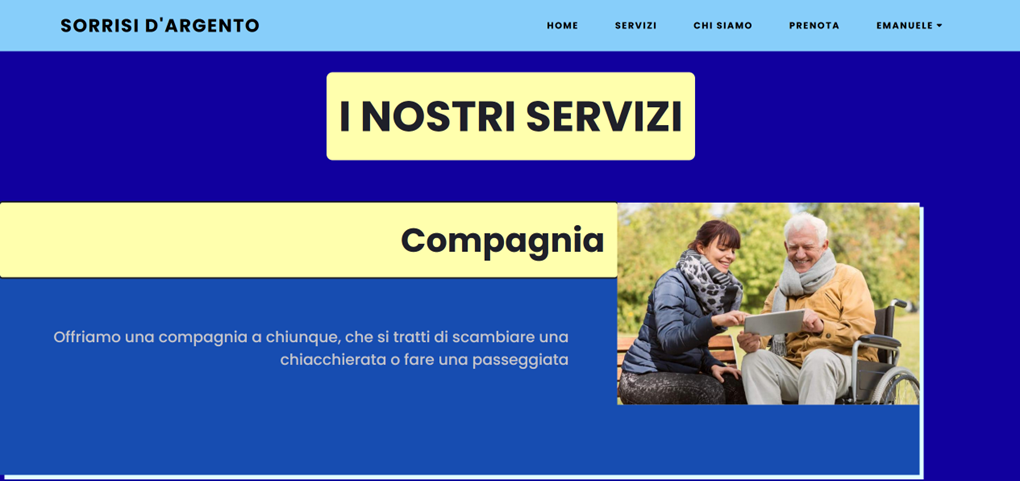 SORRISI D'ARGENTO
HOME SERVIZI CHI SIAMO PRENOTA EMANUELE
I NOSTRI SERVIZI
Compagnia
Offriamo una compagnia a chiunque, che si tratti di scambiare una
chiacchierata o fare una passeggiata